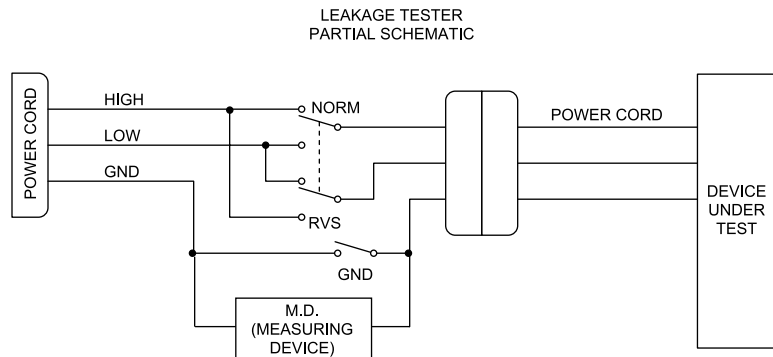 LEAKAGE TESTER
PARTIAL SCHEMATIC
POWER CORD
HIGH
LOW
GND
NORM
RVS
GND
M.D.
(MEASURING
DEVICE)
POWER CORD
DEVICE
UNDER
TEST